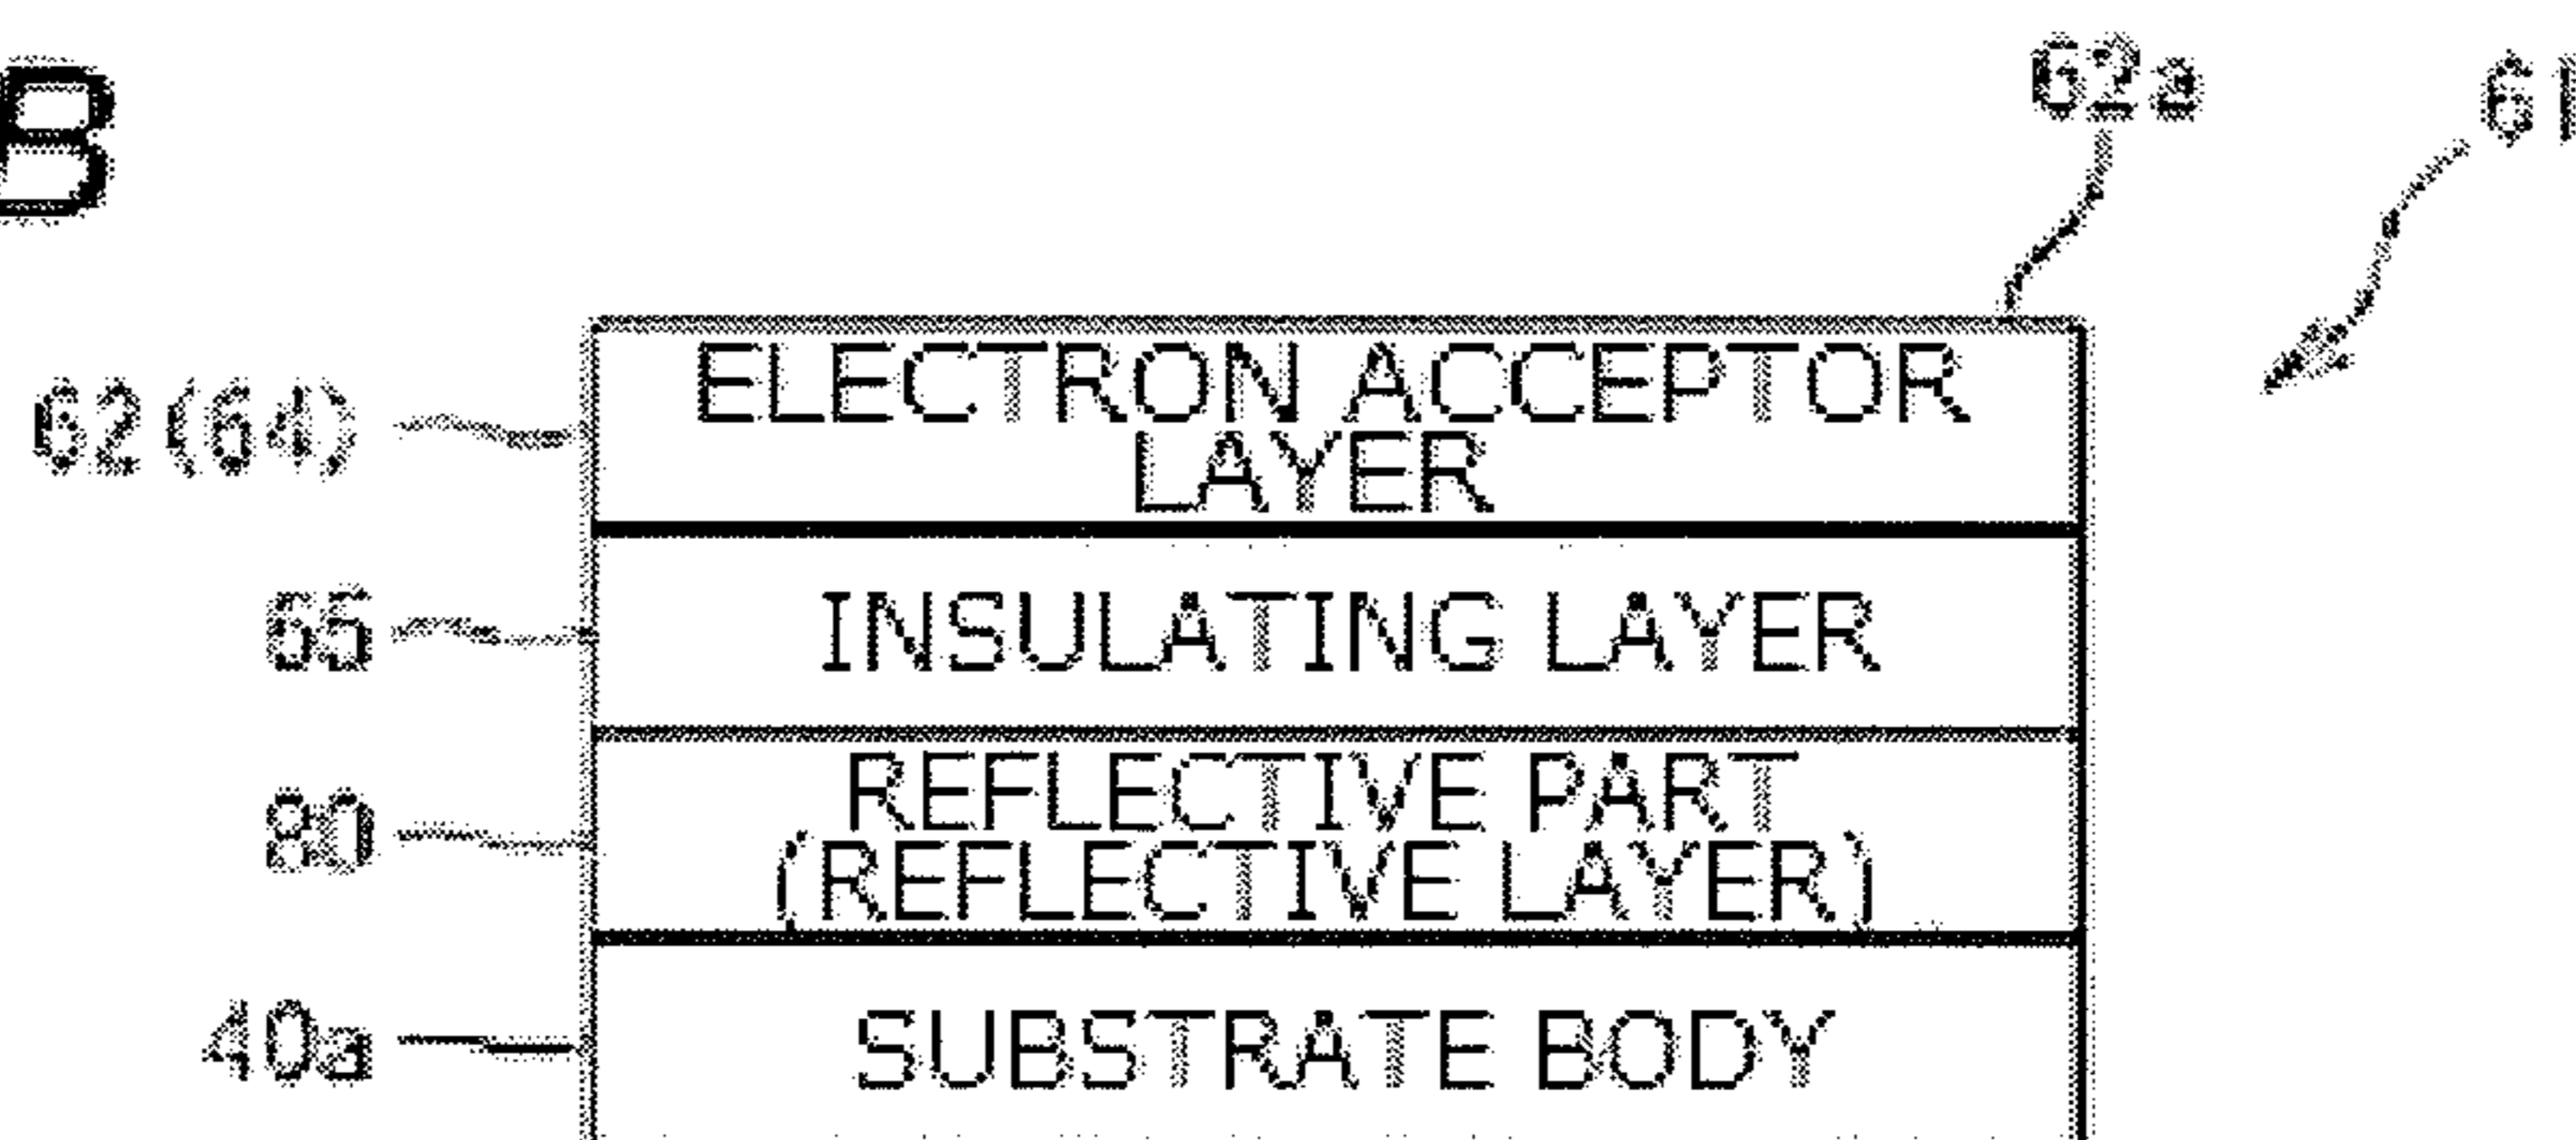 B
62a
61
62(64)
ELECTRON ACCEPTOR
LAYER
65
INSULATING LAYER
80
REFLECTIVE PART
(REFLECTIVE LAYER)
40a
SUBSTRATE BODY